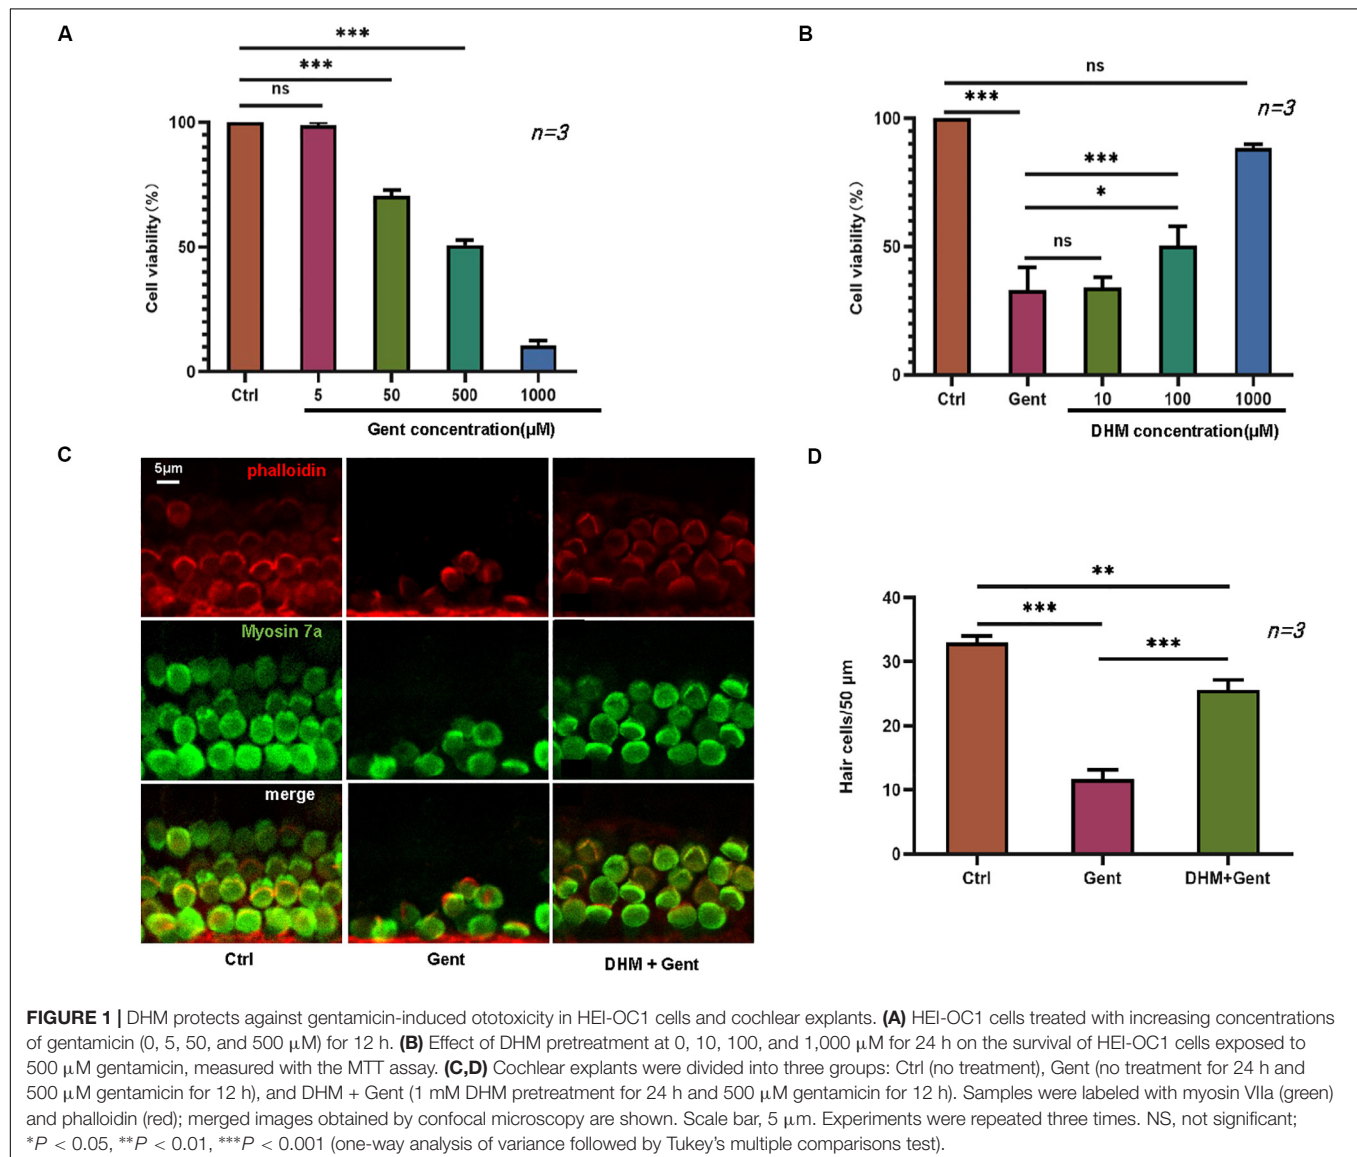 A
***
***
ns
n=3
100
50
0
Cell viability (%)
Ctrl 5 50 500 1000
Gent concentration(µM)
B
ns
***
n=3
***
*
ns
100
50
0
Cell viability (%)
Ctrl Gent 10 100 1000
DHM concentration(µM)
C
5µm
phalloidin
Myosin 7a
merge
Ctrl
Gent
DHM + Gent
D
**
***
***
n=3
40
30
20
10
0
Hair cells/50 µm
Ctrl Gent DHM+Gent
FIGURE 1 | DHM protects against gentamicin-induced ototoxicity in HEI-OC1 cells and cochlear explants. (A) HEI-OC1 cells treated with increasing concentrations
of gentamicin (0, 5, 50, and 500 µM) for 12 h. (B) Effect of DHM pretreatment at 0, 10, 100, and 1,000 µM for 24 h on the survival of HEI-OC1 cells exposed to
500 µM gentamicin, measured with the MTT assay. (C,D) Cochlear explants were divided into three groups: Ctrl (no treatment), Gent (no treatment for 24 h and
500 µM gentamicin for 12 h), and DHM + Gent (1 mM DHM pretreatment for 24 h and 500 µM gentamicin for 12 h). Samples were labeled with myosin VIIa (green)
and phalloidin (red); merged images obtained by confocal microscopy are shown. Scale bar, 5 µm. Experiments were repeated three times. NS, not significant;
*P < 0.05, **P < 0.01, ***P < 0.001 (one-way analysis of variance followed by Tukey's multiple comparisons test).